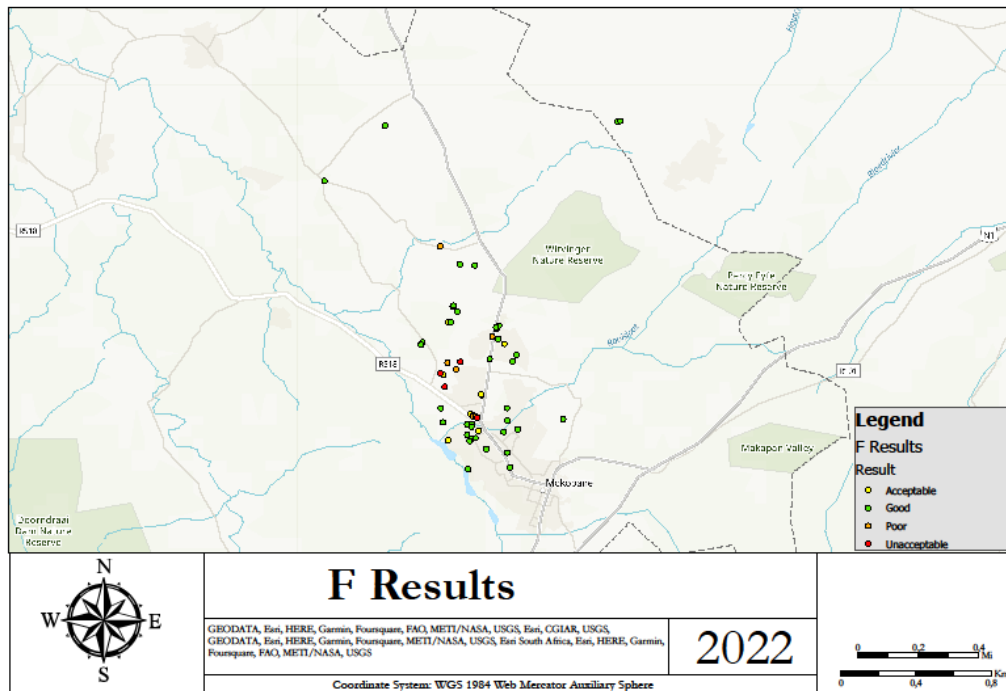 R518
N1
Witvinger
Nature Reserve
Percy Fyfe
Nature Reserve
Bloedrivier
R518
R101
Legend
F Results
Result
Acceptable
Good
Poor
Unacceptable
Makapan Valley
Mokopane
Doorndraai
Dam Nature
Reserve
N
W
E
S
F Results
GEODATA, Esri, HERE, Garmin, Foursquare, FAO, METI/NASA, USGS, Esri, CGIAR, USGS,
GEODATA, Esri, HERE, Garmin, Foursquare, METI/NASA, USGS, Esri South Africa, Esri, HERE, Garmin,
Foursquare, FAO, METI/NASA, USGS
2022
Coordinate System: WGS 1984 Web Mercator Auxiliary Sphere
0 0,2 0,4
Mi
0 0,4 0,8